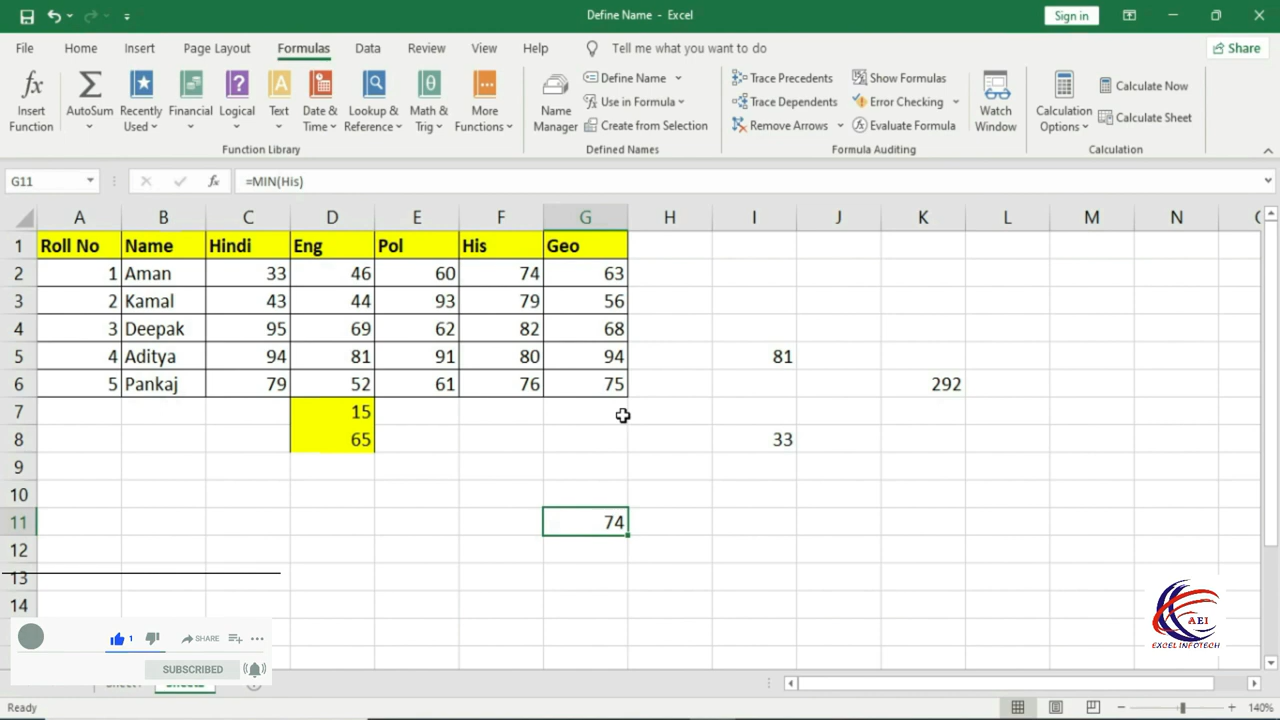 Define Name - Excel
Sign in
File Home Insert Page Layout Formulas Data Review View Help Tell me what you want to do Share
Insert Function
AutoSum
Recently Used
Financial
Logical
Text
Date & Time
Lookup & Reference
Math & Trig
More Functions
Function Library
Name Manager
Define Name
Use in Formula
Create from Selection
Defined Names
Trace Precedents
Trace Dependents
Remove Arrows
Show Formulas
Error Checking
Evaluate Formula
Formula Auditing
Watch Window
Calculation Options
Calculate Now
Calculate Sheet
Calculation
G11 fx =MIN(His)
A B C D E F G H I J K L M N
1 Roll No Name Hindi Eng Pol His Geo
2 1 Aman 33 46 60 74 63
3 2 Kamal 43 44 93 79 56
4 3 Deepak 95 69 62 82 68
5 4 Aditya 94 81 91 80 94 81
6 5 Pankaj 79 52 61 76 75 292
7 15
8 65 33
9
10
11 74
12
13
14
1 SHARE
SUBSCRIBED
AEI
EXCEL INFOTECH
Ready 140%